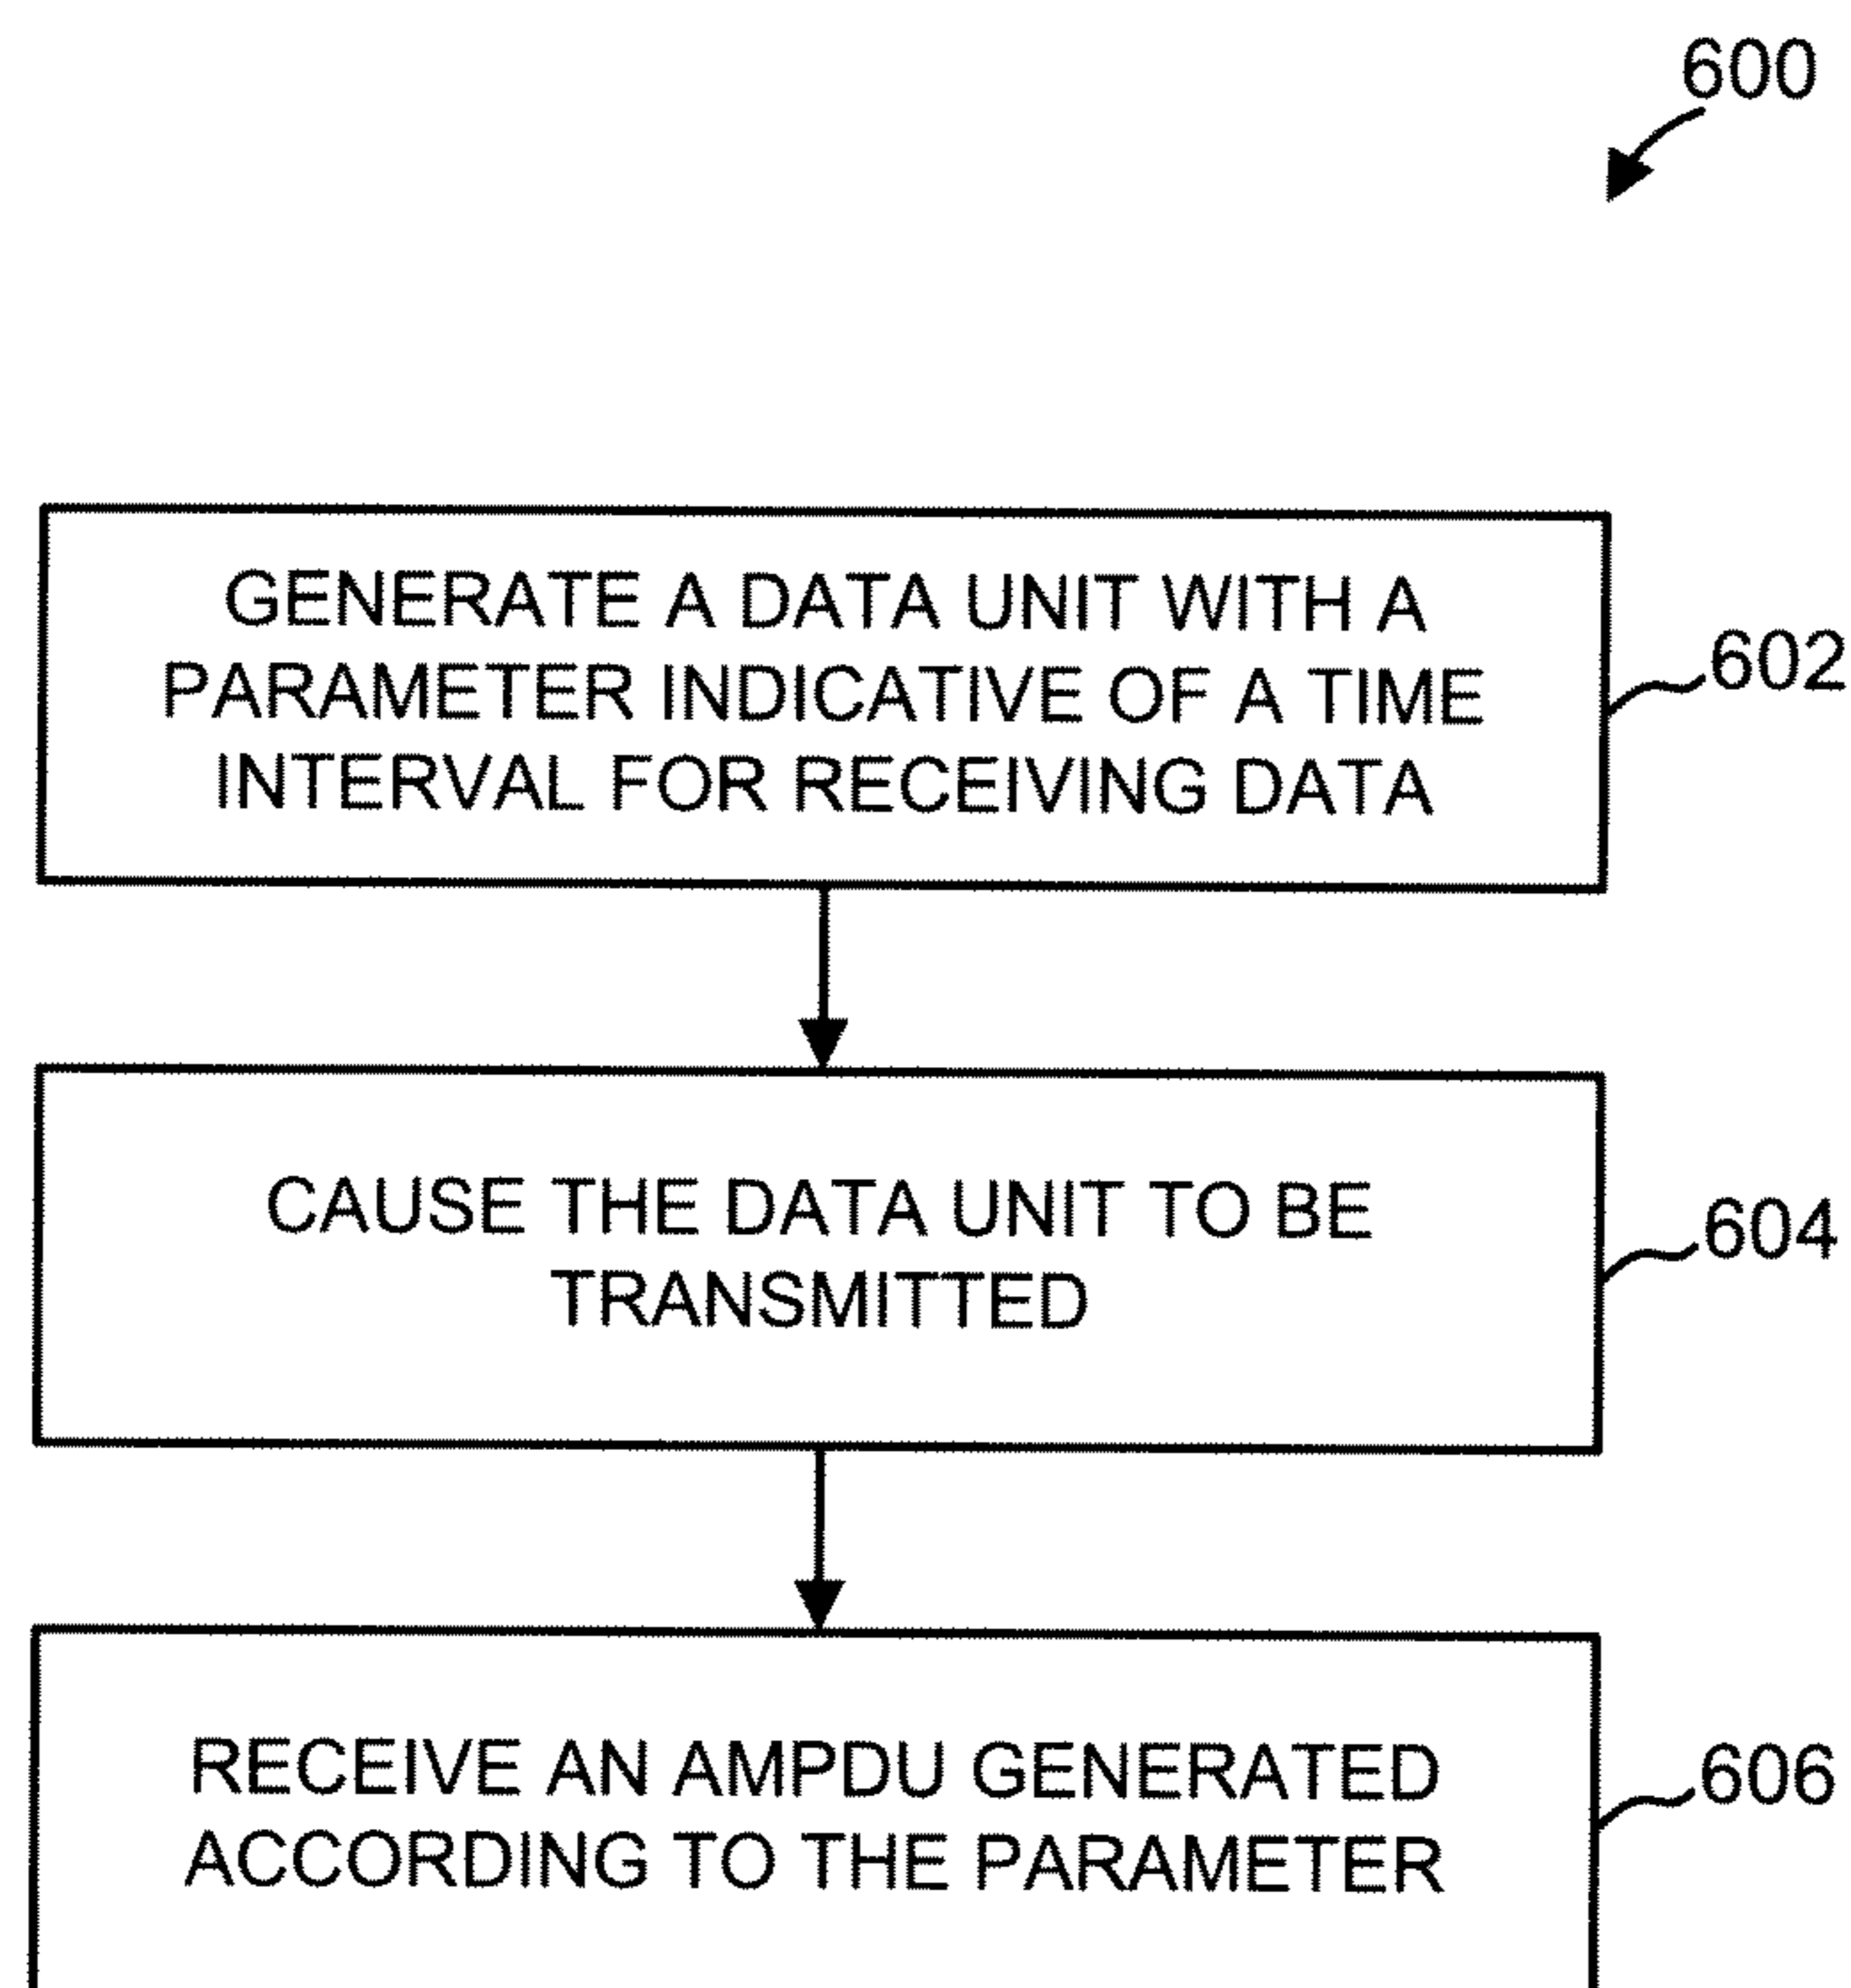 600
GENERATE A DATA UNIT WITH A
PARAMETER INDICATIVE OF A TIME
INTERVAL FOR RECEIVING DATA
602
CAUSE THE DATA UNIT TO BE
TRANSMITTED
604
RECEIVE AN AMPDU GENERATED
ACCORDING TO THE PARAMETER
606